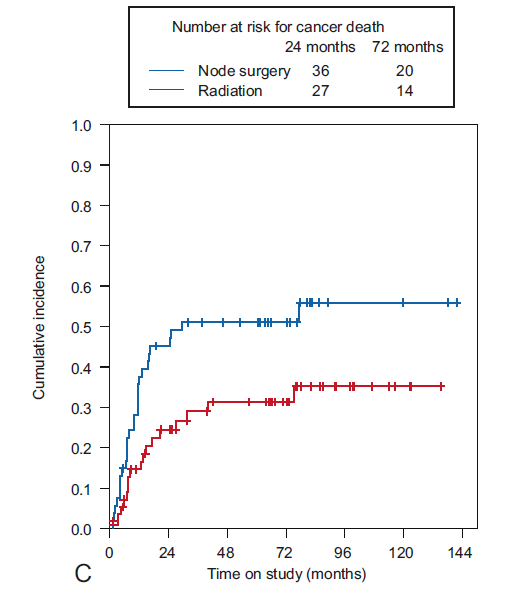 Number at risk for cancer death
24 months 72 months
Node surgery 36 20
Radiation 27 14
1.0
0.9
0.8
0.7
0.6
0.5
0.4
0.3
0.2
0.1
0.0
Cumulative incidence
0 24 48 72 96 120 144
Time on study (months)
C